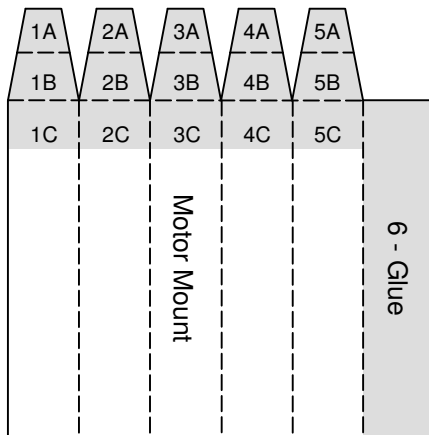 1A 2A 3A 4A 5A
1B 2B 3B 4B 5B
1C 2C 3C 4C 5C
Motor Mount
6 - Glue